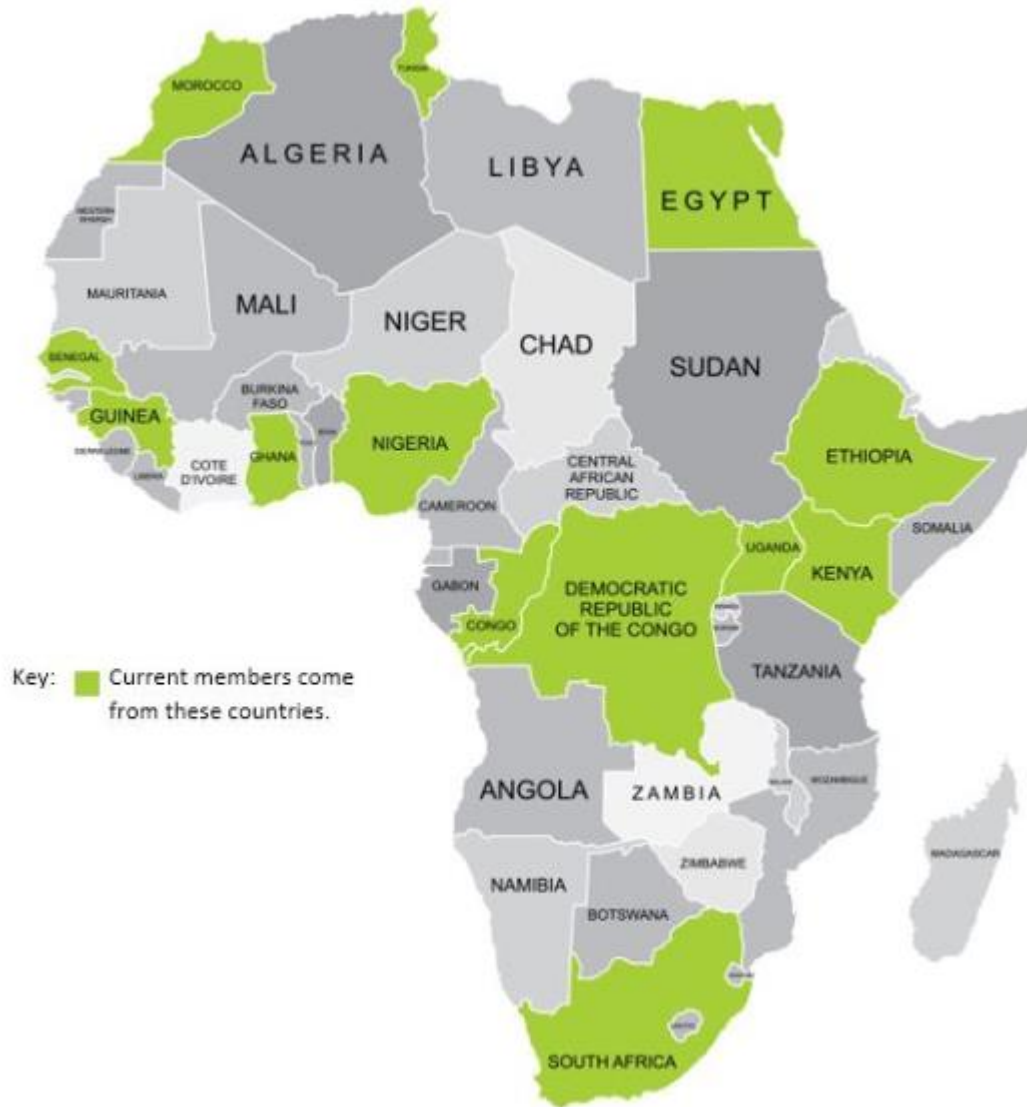 MOROCCO
TUNISIA
ALGERIA
LIBYA
EGYPT
WESTERN
MAURITANIA
MALI
NIGER
CHAD
SUDAN
SENEGAL
BURKINA
FASO
GUINEA
NIGERIA
ETHIOPIA
COTE
D'IVOIRE
GHANA
CENTRAL
AFRICAN
REPUBLIC
CAMEROON
SOMALIA
UGANDA
KENYA
GABON
DEMOCRATIC
REPUBLIC
OF THE CONGO
CONGO
TANZANIA
Key:
Current members come
from these countries.
ANGOLA
ZAMBIA
MOZAMBIQUE
ZIMBABWE
MADAGASCAR
NAMIBIA
BOTSWANA
SOUTH AFRICA